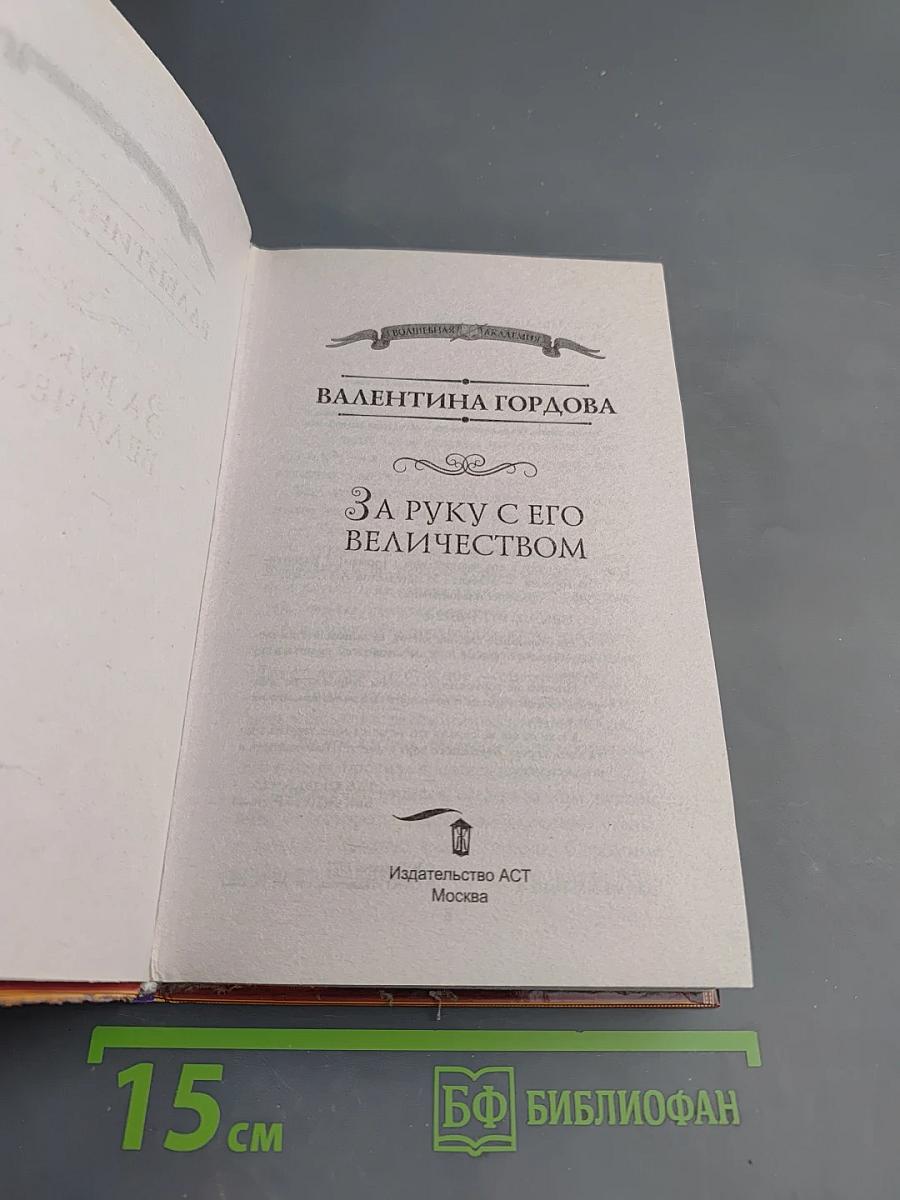 ВОЛШЕБНАЯ АКАДЕМИЯ
ВАЛЕНТИНА ГОРДОВА
ЗА РУКУ С ЕГО
ВЕЛИЧЕСТВОМ
Издательство АСТ
Москва
15 см
БФ БИБЛИОФАН